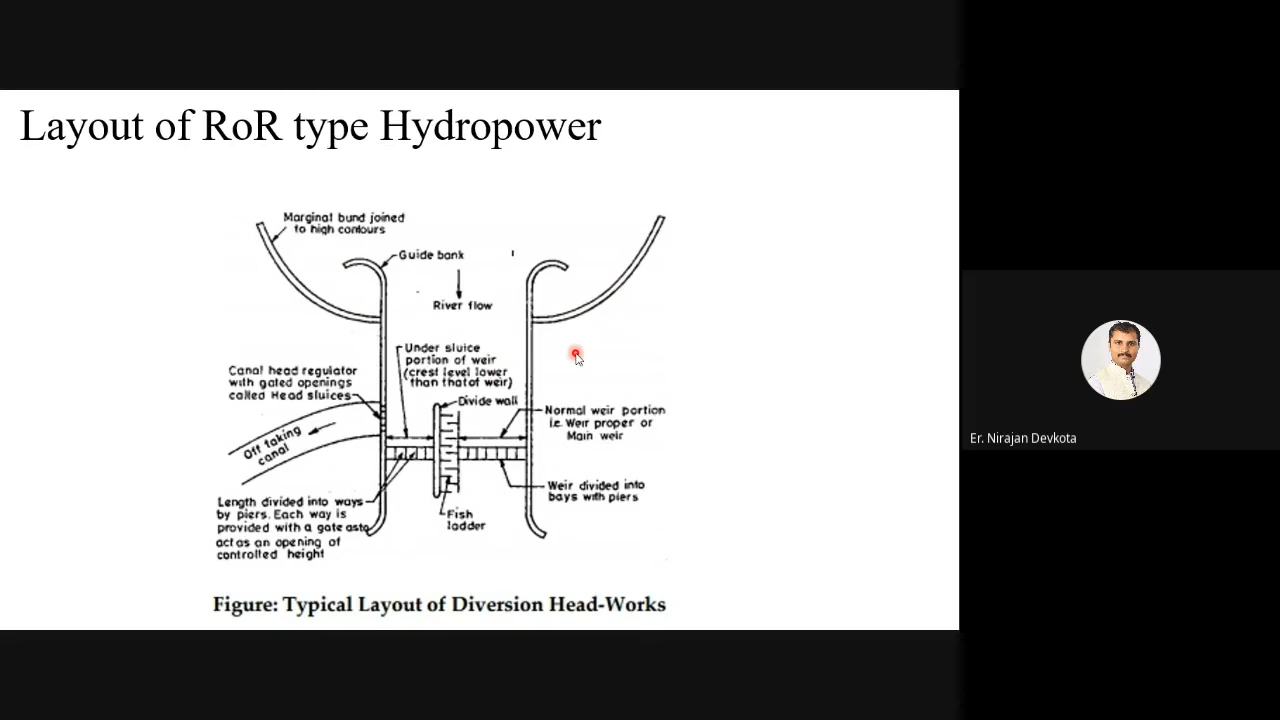 Layout of RoR type Hydropower
Marginal bund joined
to high contours
Guide bank
River flow
Under sluice
portion of weir
(crest level lower
than that of weir)
Canal head regulator
with gated openings
called Head sluices
Divide wall
Normal weir portion
i.e. Weir proper or
Main weir
Off taking
canal
Er. Nirajan Devkota
Weir divided into
bays with piers
Length divided into ways
by piers. Each way is
provided with a gate asto
act as an opening of
controlled height
Fish
ladder
Figure: Typical Layout of Diversion Head-Works